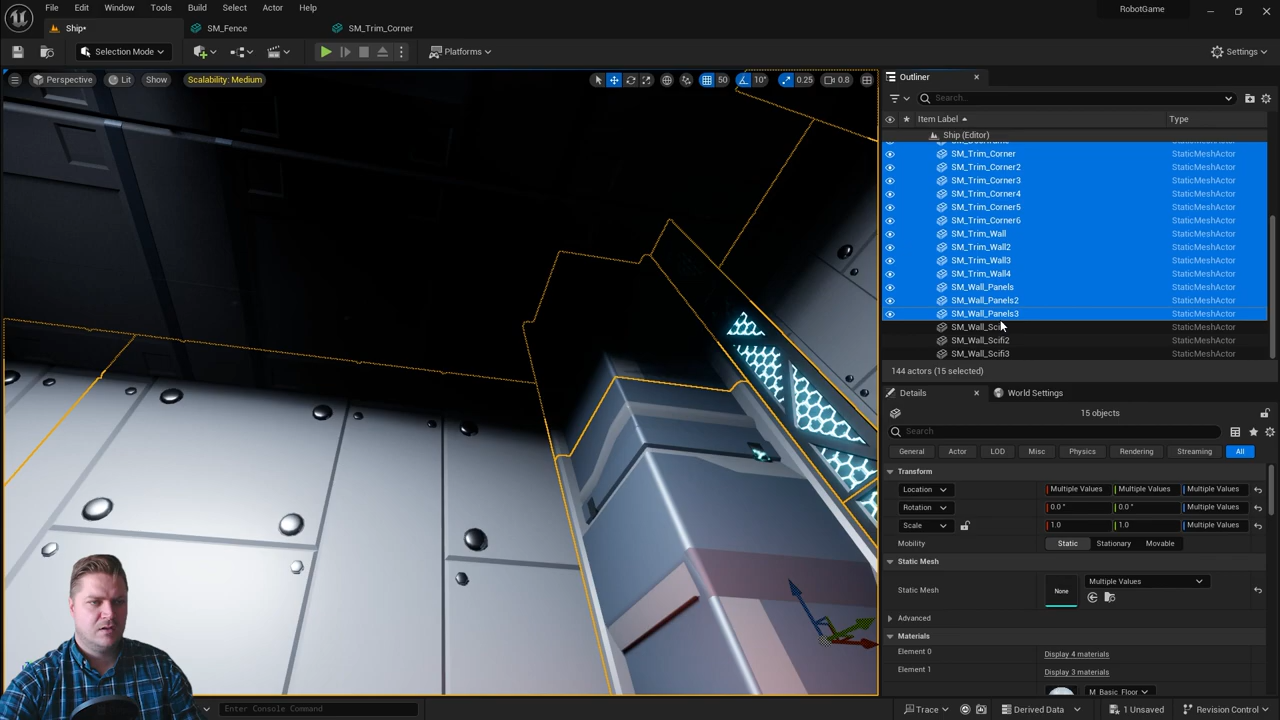 File Edit Window Tools Build Select Actor Help
RobotGame
Ship*
SM_Fence
SM_Trim_Corner
Selection Mode
Platforms
Settings
Perspective Lit Show Scalability: Medium
50 10° 0.25 0.8
Outliner
Search...
Item Label Type
Ship (Editor)
SM_Trim_Corner StaticMeshActor
SM_Trim_Corner2 StaticMeshActor
SM_Trim_Corner3 StaticMeshActor
SM_Trim_Corner4 StaticMeshActor
SM_Trim_Corner5 StaticMeshActor
SM_Trim_Corner6 StaticMeshActor
SM_Trim_Wall StaticMeshActor
SM_Trim_Wall2 StaticMeshActor
SM_Trim_Wall3 StaticMeshActor
SM_Trim_Wall4 StaticMeshActor
SM_Wall_Panels StaticMeshActor
SM_Wall_Panels2 StaticMeshActor
SM_Wall_Panels3 StaticMeshActor
SM_Wall_Sc StaticMeshActor
SM_Wall_Scifi2 StaticMeshActor
SM_Wall_Scifi3 StaticMeshActor
144 actors (15 selected)
Details
World Settings
15 objects
Search
General Actor LOD Misc Physics Rendering Streaming All
Transform
Location Multiple Values Multiple Values Multiple Values
Rotation 0.0 ° 0.0 ° Multiple Values
Scale 1.0 1.0 Multiple Values
Mobility Static Stationary Movable
Static Mesh
Static Mesh None Multiple Values
Advanced
Materials
Element 0 Display 4 materials
Element 1 Display 3 materials
M_Basic_Floor
Enter Console Command
Trace Derived Data 1 Unsaved Revision Control